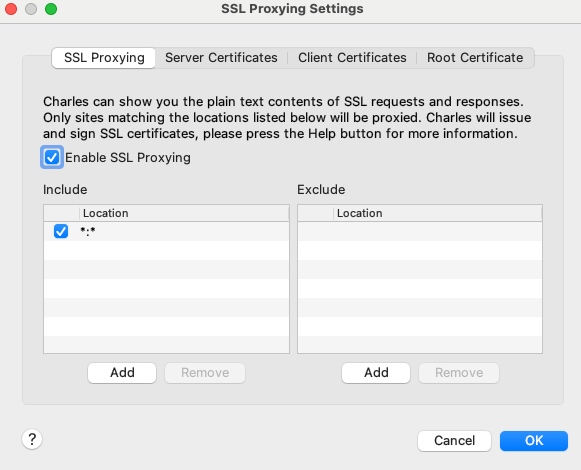 SSL Proxying Settings
SSL Proxying Server Certificates Client Certificates Root Certificate
Charles can show you the plain text contents of SSL requests and responses.
Only sites matching the locations listed below will be proxied. Charles will issue
and sign SSL certificates, please press the Help button for more information.
Enable SSL Proxying
Include Exclude
Location Location
*:*
Add Remove Add Remove
? Cancel OK